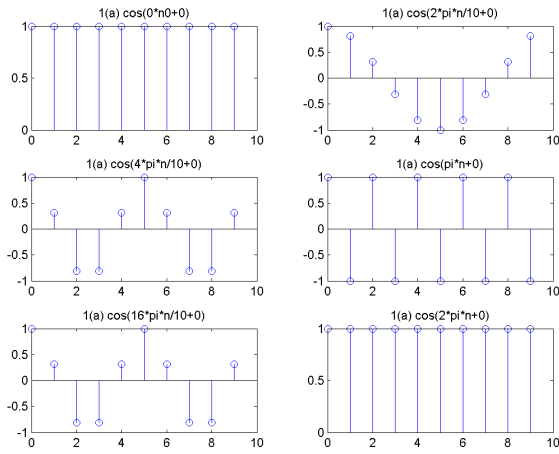 1(a) cos(0*n0+0)
1
0.5
0
0 2 4 6 8 10
1(a) cos(2*pi*n/10+0)
1
0.5
0
-0.5
-1
0 2 4 6 8 10
1(a) cos(4*pi*n/10+0)
1
0.5
0
-0.5
-1
0 2 4 6 8 10
1(a) cos(pi*n+0)
1
0.5
0
-0.5
-1
0 2 4 6 8 10
1(a) cos(16*pi*n/10+0)
1
0.5
0
-0.5
-1
0 2 4 6 8 10
1(a) cos(2*pi*n+0)
1
0.5
0
0 2 4 6 8 10